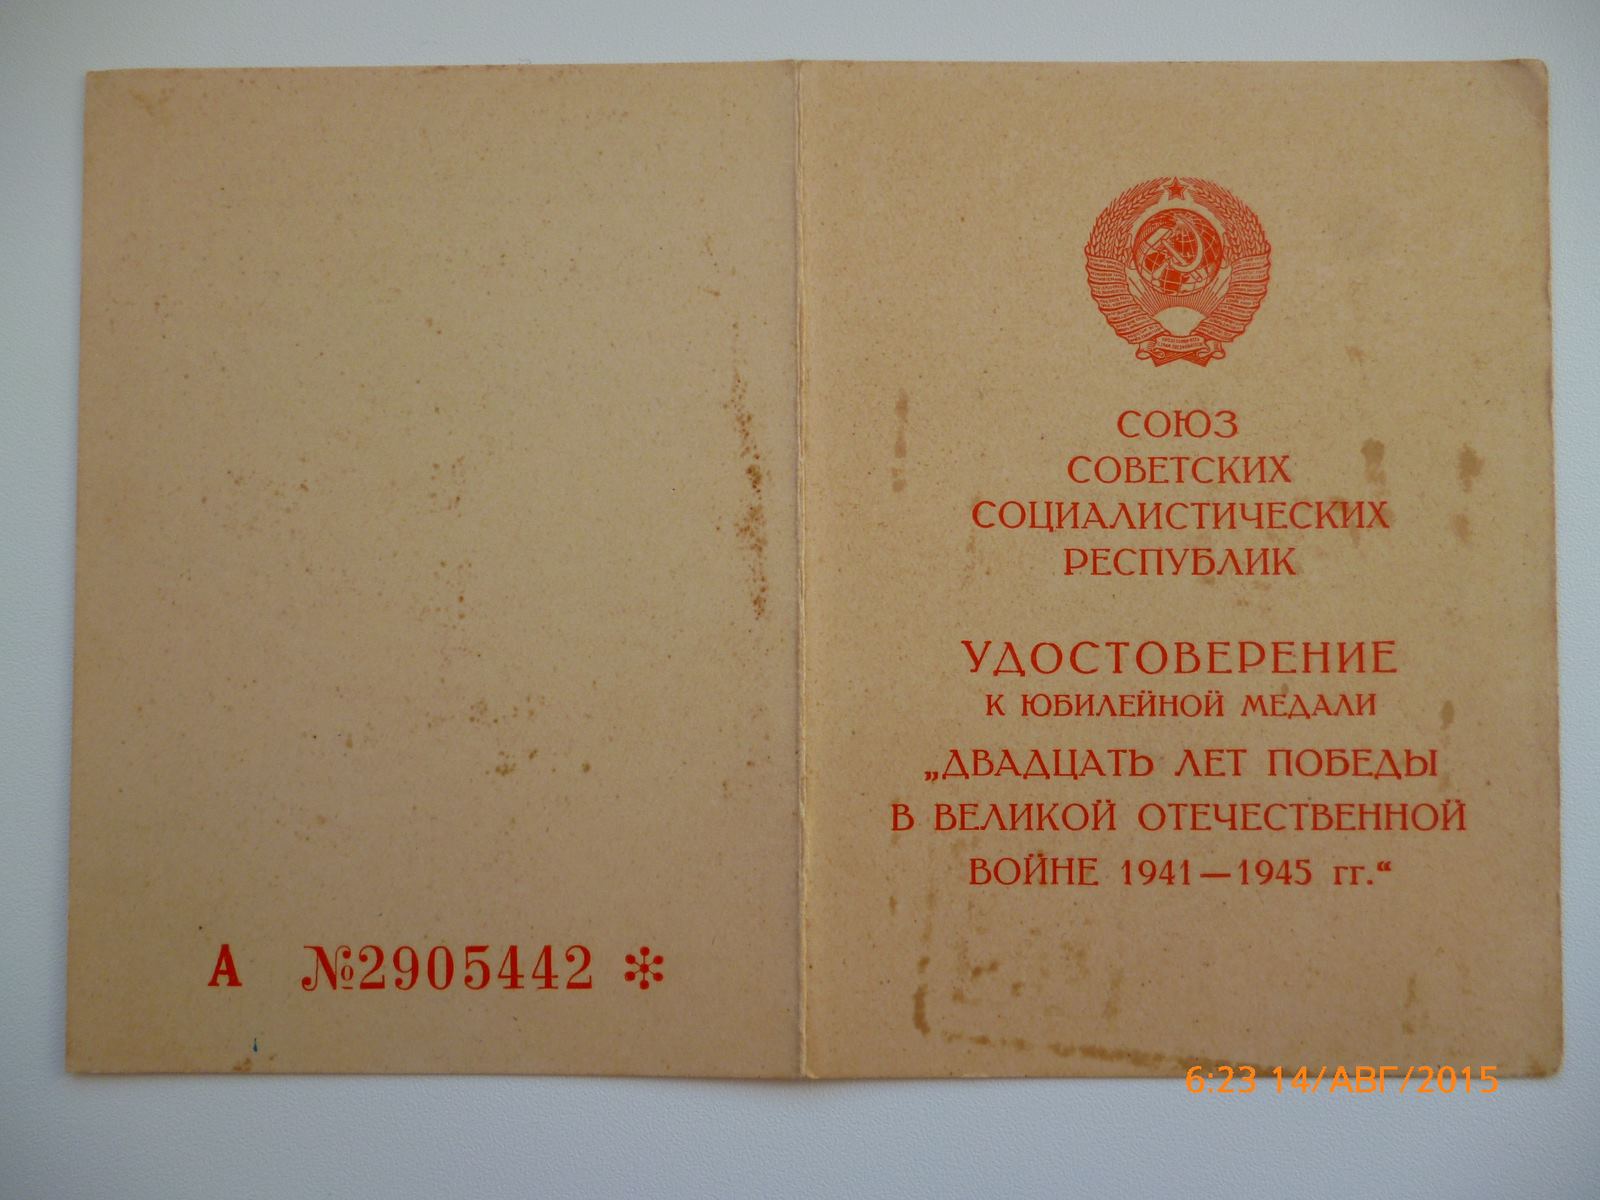 СОЮЗ
СОВЕТСКИХ
СОЦИАЛИСТИЧЕСКИХ
РЕСПУБЛИК
УДОСТОВЕРЕНИЕ
К ЮБИЛЕЙНОЙ МЕДАЛИ
„ДВАДЦАТЬ ЛЕТ ПОБЕДЫ
В ВЕЛИКОЙ ОТЕЧЕСТВЕННОЙ
ВОЙНЕ 1941—1945 гг.“
А №2905442
6:23 14/АВГ/2015